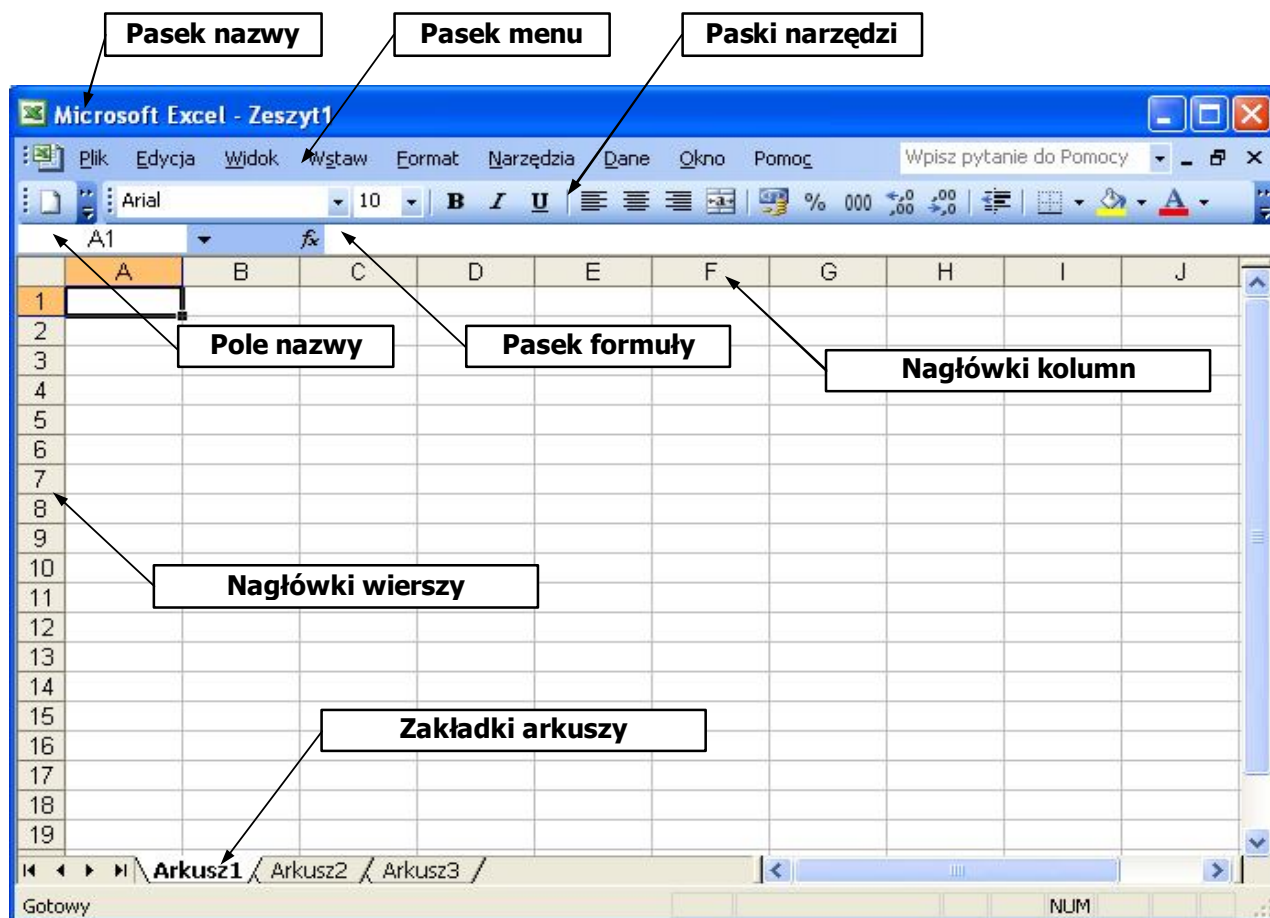 Pasek nazwy Pasek menu Paski narzędzi
Microsoft Excel - Zeszyt1
Plik Edycja Widok Wstaw Format Narzędzia Dane Okno Pomoc Wpisz pytanie do Pomocy
Arial 10 B I U % 000 ,00 ,00 A
A1 fx
A B C D E F G H I J
1
2
Pole nazwy Pasek formuły
3
Nagłówki kolumn
4
5
6
7
8
9
10
Nagłówki wierszy
11
12
13
14
15
Zakładki arkuszy
16
17
18
19
Arkusz1 Arkusz2 Arkusz3
Gotowy NUM